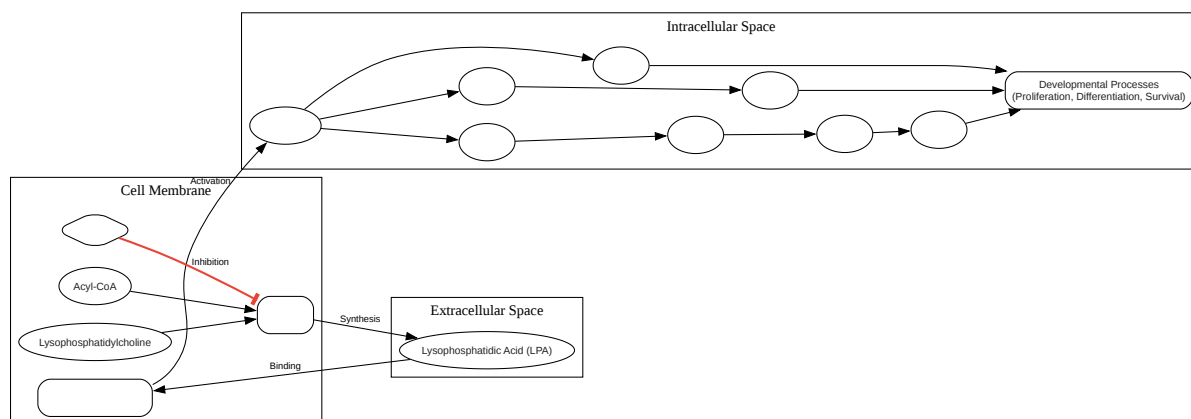 Intracellular Space
Developmental Processes
(Proliferation, Differentiation, Survival)
Activation
Cell Membrane
Inhibition
Acyl-CoA
Lysophosphatidylcholine
Synthesis
Extracellular Space
Lysophosphatidic Acid (LPA)
Binding